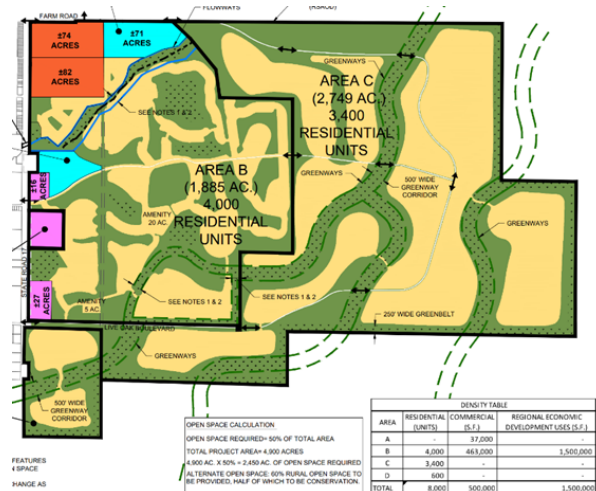 FLOWWAYS
(RSROD)
FARM ROAD
±74
ACRES
±71
ACRES
±82
ACRES
GREENWAYS
AREA C
(2,749 AC.)
3,400
RESIDENTIAL
UNITS
SEE NOTES 1 & 2
AREA B
(1,885 AC.)
4,000
RESIDENTIAL
UNITS
GREENWAYS
500' WIDE
GREENWAY
CORRIDOR
±16
ACRES
AMENITY
20 AC.
GREENWAYS
STATE ROAD 17
±27
ACRES
AMENITY
5 AC.
SEE NOTES 1 & 2
SEE NOTES 1 & 2
250' WIDE GREENBELT
LIVE OAK BOULEVARD
GREENWAYS
500' WIDE
GREENWAY
CORRIDOR
FEATURES
SPACE
CHANGE AS
OPEN SPACE CALCULATION
OPEN SPACE REQUIRED= 50% OF TOTAL AREA
TOTAL PROJECT AREA= 4,900 ACRES
4,900 AC. X 50% = 2,450 AC. OF OPEN SPACE REQUIRED
ALTERNATE OPEN SPACE: 60% RURAL OPEN SPACE TO
BE PROVIDED, HALF OF WHICH TO BE CONSERVATION.
DENSITY TABLE
AREA RESIDENTIAL (UNITS) COMMERCIAL (S.F.) REGIONAL ECONOMIC DEVELOPMENT USES (S.F.)
A - 37,000 -
B 4,000 463,000 1,500,000
C 3,400 - -
D 600 - -
TOTAL 8,000 500,000 1,500,000